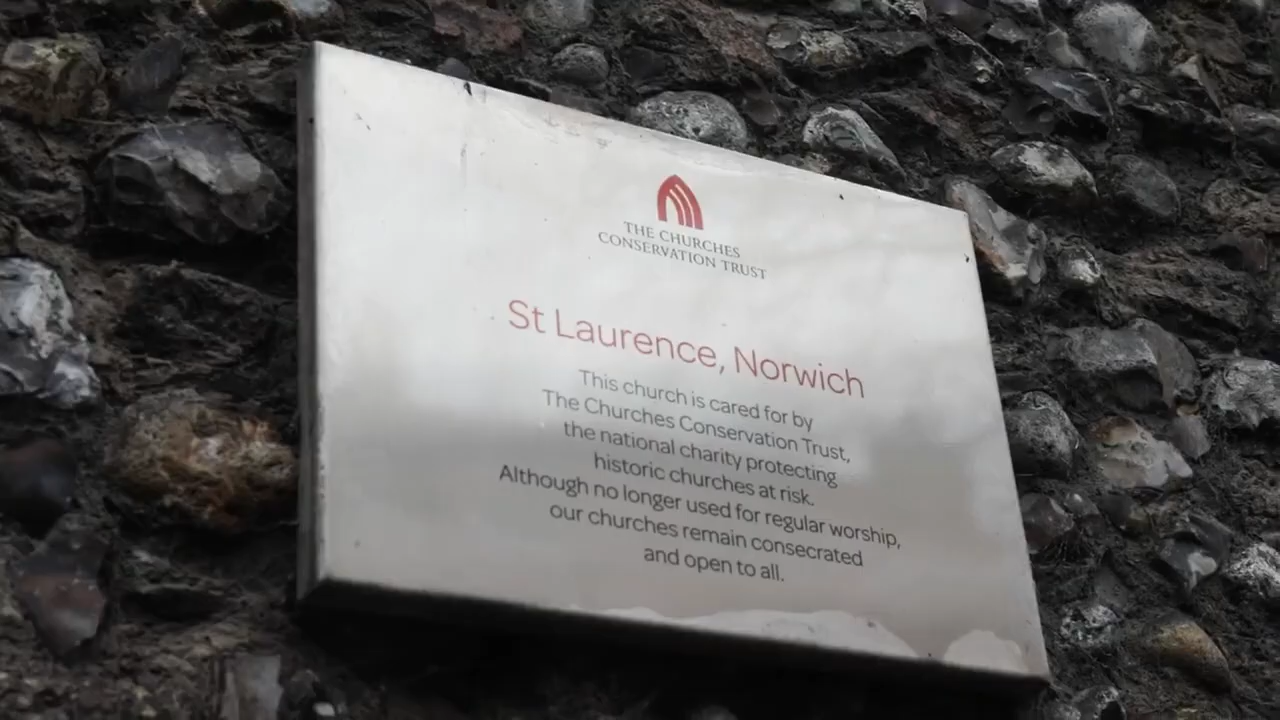 THE CHURCHES
CONSERVATION TRUST
St Laurence, Norwich
This church is cared for by
The Churches Conservation Trust,
the national charity protecting
historic churches at risk.
Although no longer used for regular worship,
our churches remain consecrated
and open to all.